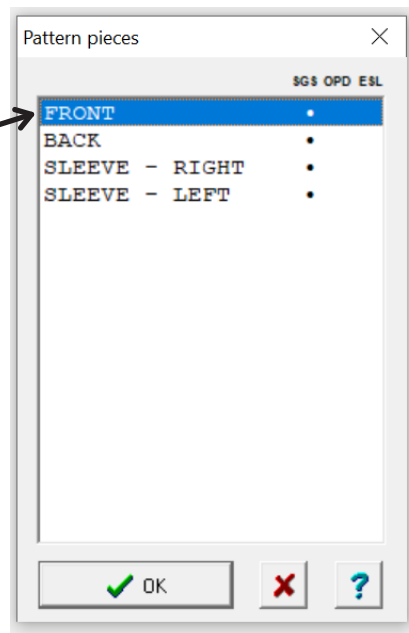 Pattern pieces
SGS OPD ESL
FRONT
BACK
SLEEVE - RIGHT
SLEEVE - LEFT
OK